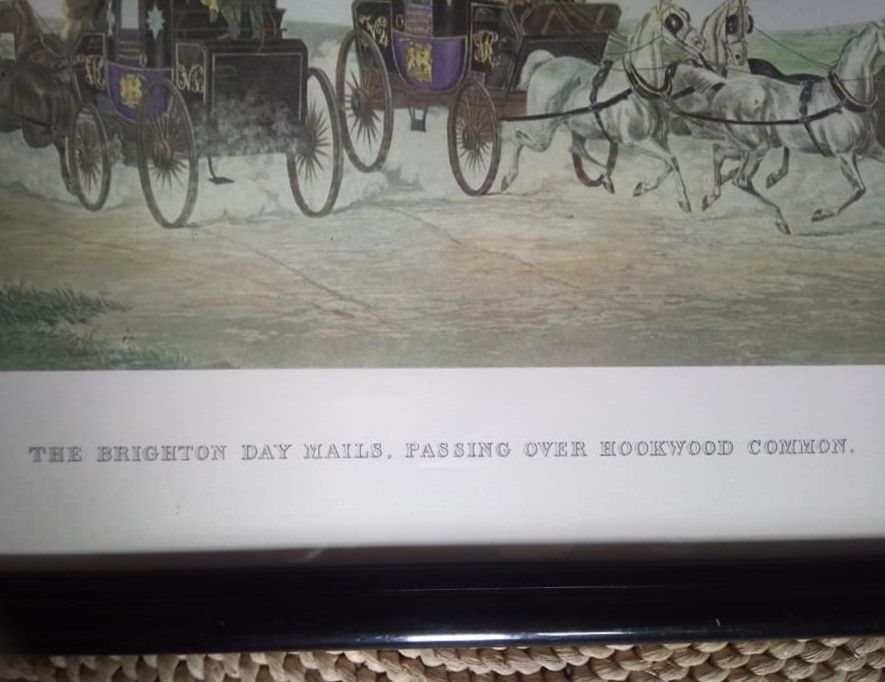 THE BRIGHTON DAY MAILS, PASSING OVER HOOKWOOD COMMON.